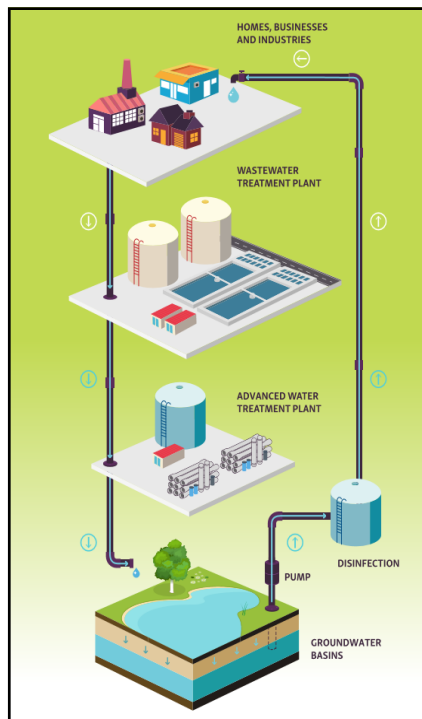 HOMES, BUSINESSES
AND INDUSTRIES
WASTEWATER
TREATMENT PLANT
ADVANCED WATER
TREATMENT PLANT
DISINFECTION
PUMP
GROUNDWATER
BASINS